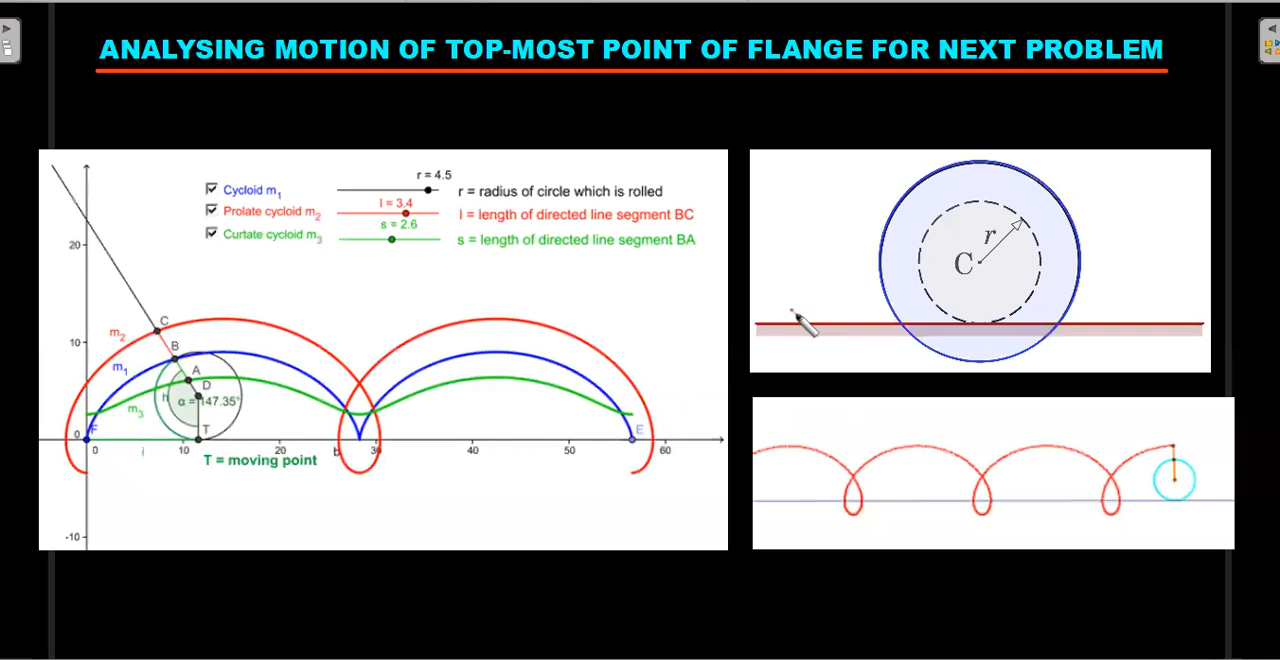 ANALYSING MOTION OF TOP-MOST POINT OF FLANGE FOR NEXT PROBLEM
r = 4.5
Cycloid m1
r = radius of circle which is rolled
l = 3.4
Prolate cycloid m2
l = length of directed line segment BC
s = 2.6
Curtate cycloid m3
s = length of directed line segment BA
20
C
m2
10
B
m1
A
D
h
α = 147.35°
m3
F
T
E
0
0
i
10
20
b
30
40
50
60
T = moving point
-10
r
C